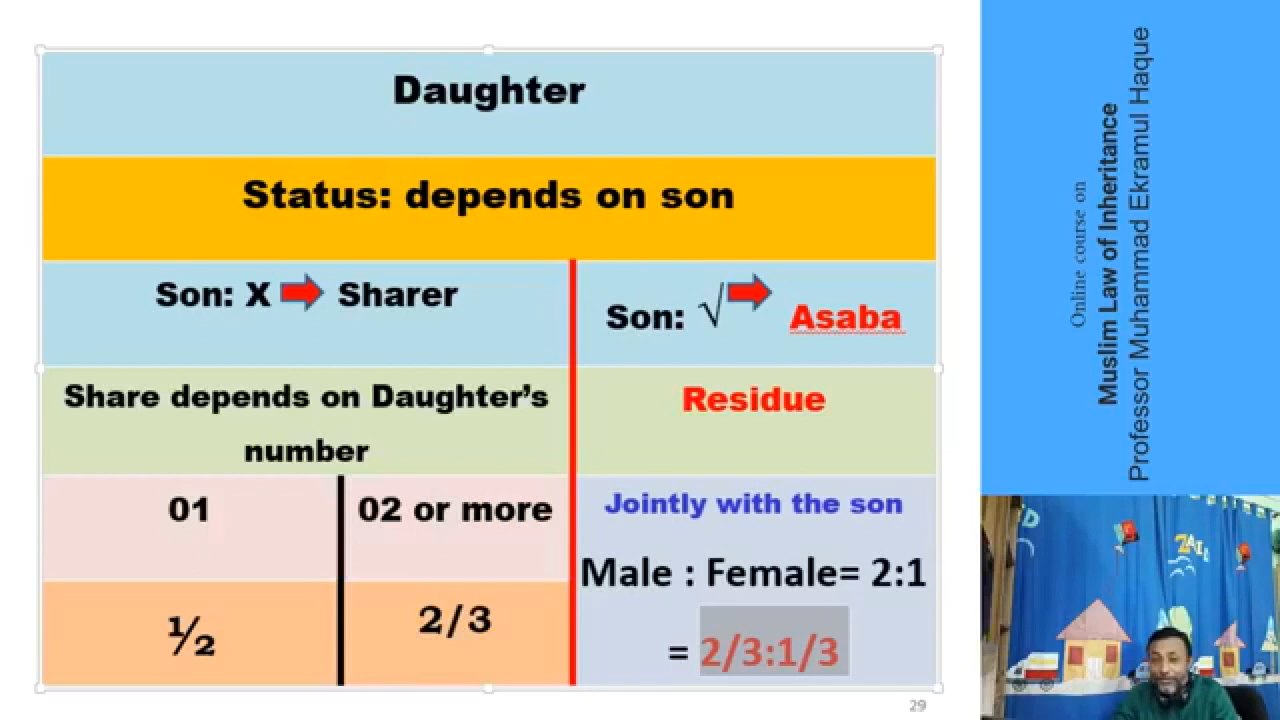 Daughter
Status: depends on son
Son: X Sharer
Son: √ Asaba
Share depends on Daughter’s
number
Residue
01
02 or more
Jointly with the son
Male : Female= 2:1
½
2/3
= 2/3:1/3
29
Online course on
Muslim Law of Inheritance
Professor Muhammad Ekramul Haque